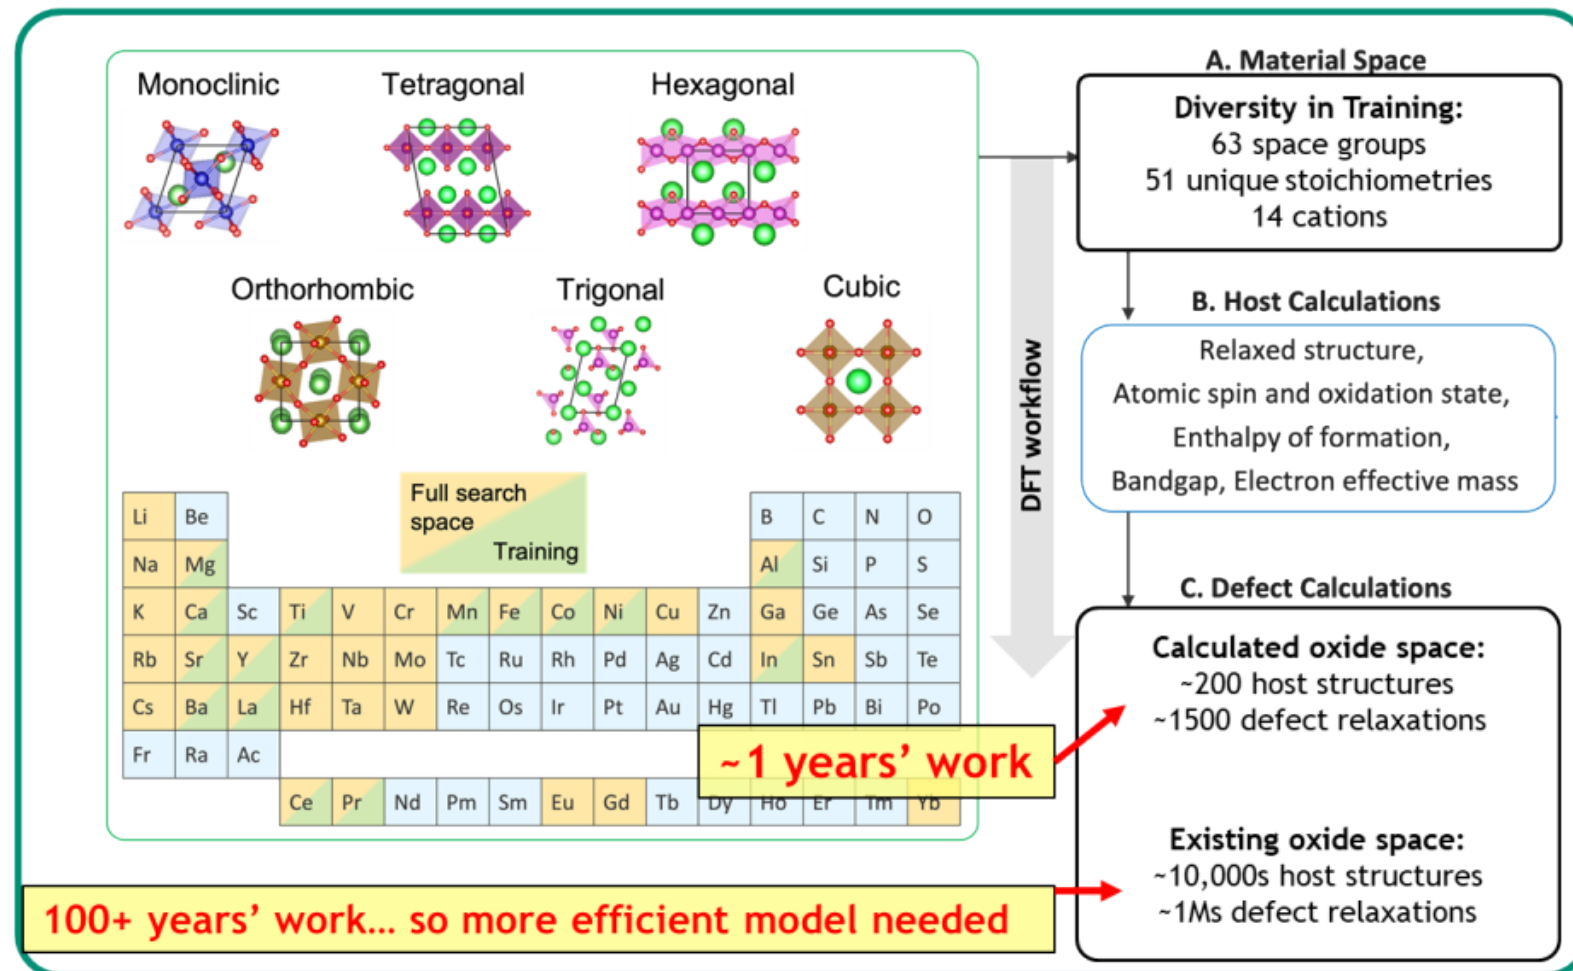 Monoclinic
Tetragonal
Hexagonal
Orthorhombic
Trigonal
Cubic
Full search
space
Training
Li Be B C N O
Na Mg Al Si P S
K Ca Sc Ti V Cr Mn Fe Co Ni Cu Zn Ga Ge As Se
Rb Sr Y Zr Nb Mo Tc Ru Rh Pd Ag Cd In Sn Sb Te
Cs Ba La Hf Ta W Re Os Ir Pt Au Hg Tl Pb Bi Po
Fr Ra Ac
Ce Pr Nd Pm Sm Eu Gd Tb Dy Ho Er Tm Yb
~1 years’ work
100+ years’ work... so more efficient model needed
DFT workflow
A. Material Space
Diversity in Training:
63 space groups
51 unique stoichiometries
14 cations
B. Host Calculations
Relaxed structure,
Atomic spin and oxidation state,
Enthalpy of formation,
Bandgap, Electron effective mass
C. Defect Calculations
Calculated oxide space:
~200 host structures
~1500 defect relaxations
Existing oxide space:
~10,000s host structures
~1Ms defect relaxations